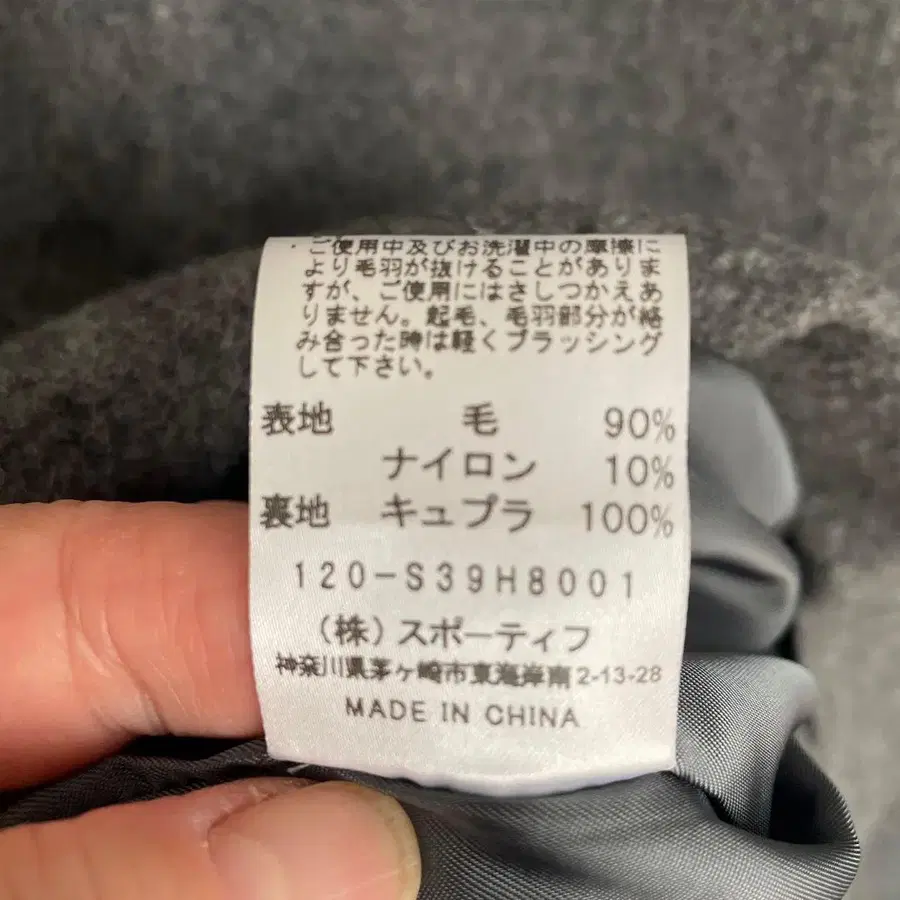 ・ご使用中及びお洗濯中の摩擦に
より毛羽が抜けることがありま
すが、ご使用にはさしつかえあ
りません。起毛、毛羽部分が絡
み合った時は軽くブラッシング
して下さい。
表地 毛 90%
ナイロン 10%
裏地 キュプラ 100%
120-S39H8001
(株)スポーティフ
神奈川県茅ヶ崎市東海岸南2-13-28
MADE IN CHINA